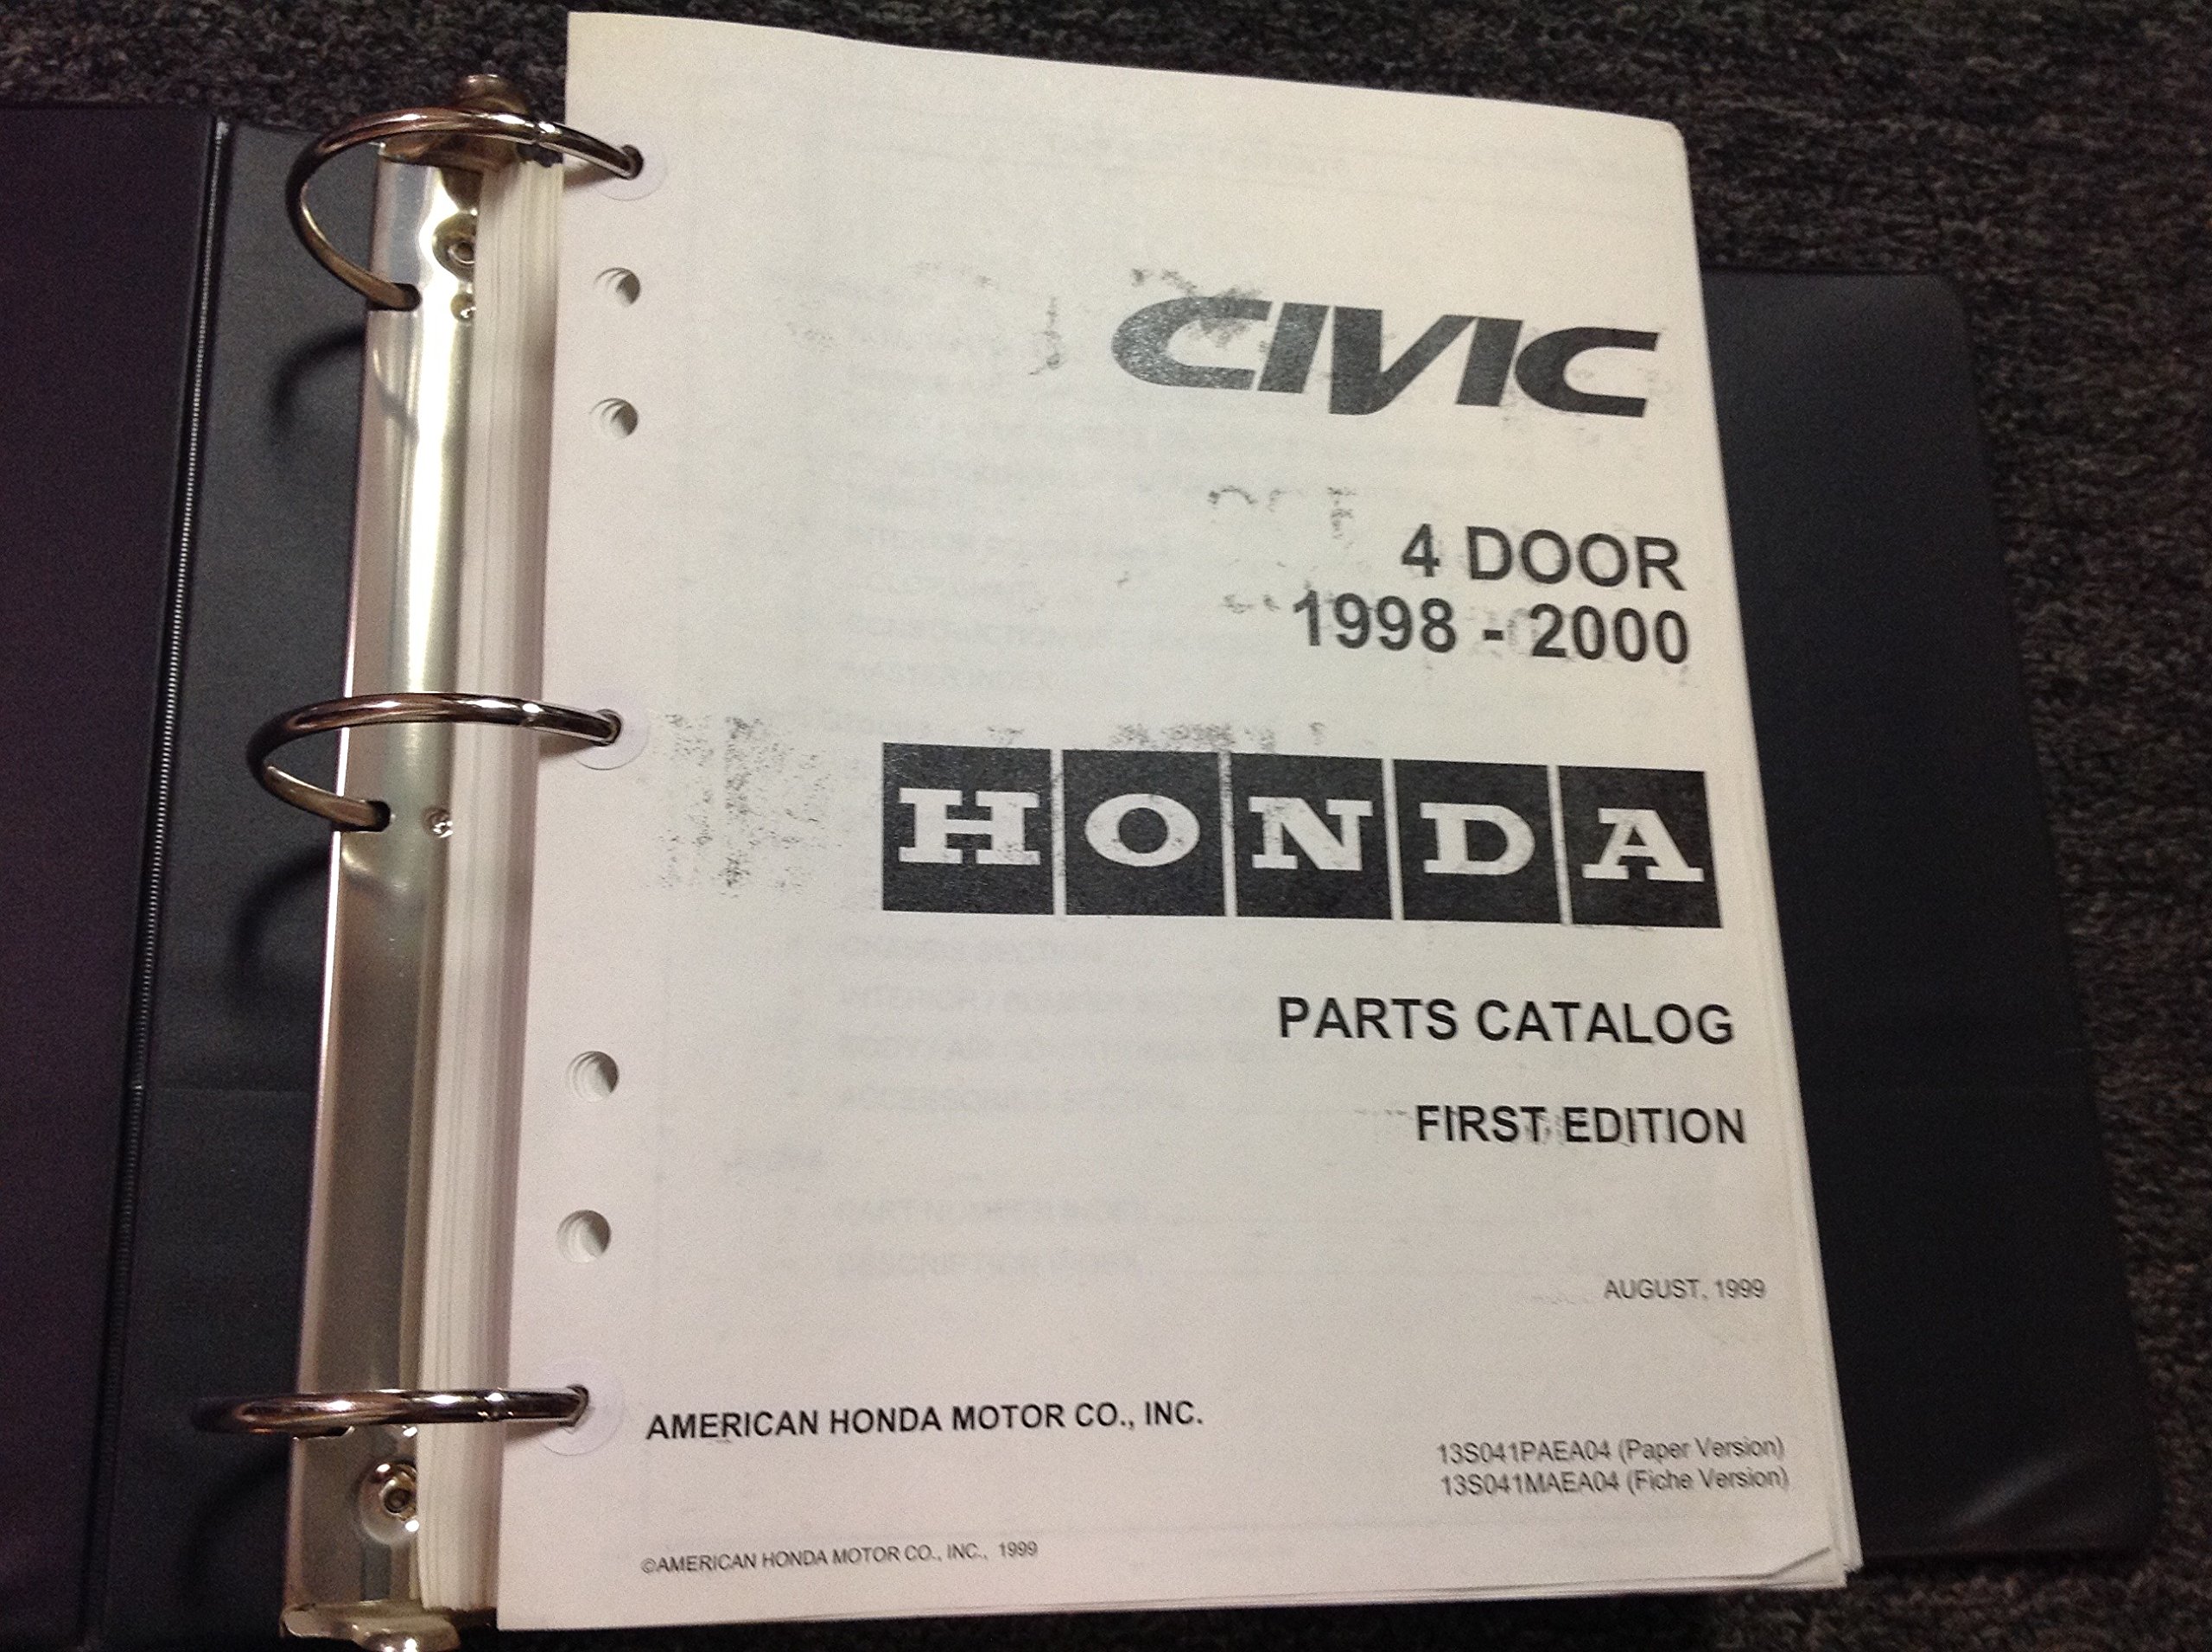 CIVIC
4 DOOR
1998 - 2000
HONDA
PARTS CATALOG
FIRST EDITION
AUGUST, 1999
AMERICAN HONDA MOTOR CO., INC.
13S041PAEA04 (Paper Version)
13S041MAEA04 (Fiche Version)
©AMERICAN HONDA MOTOR CO., INC., 1999